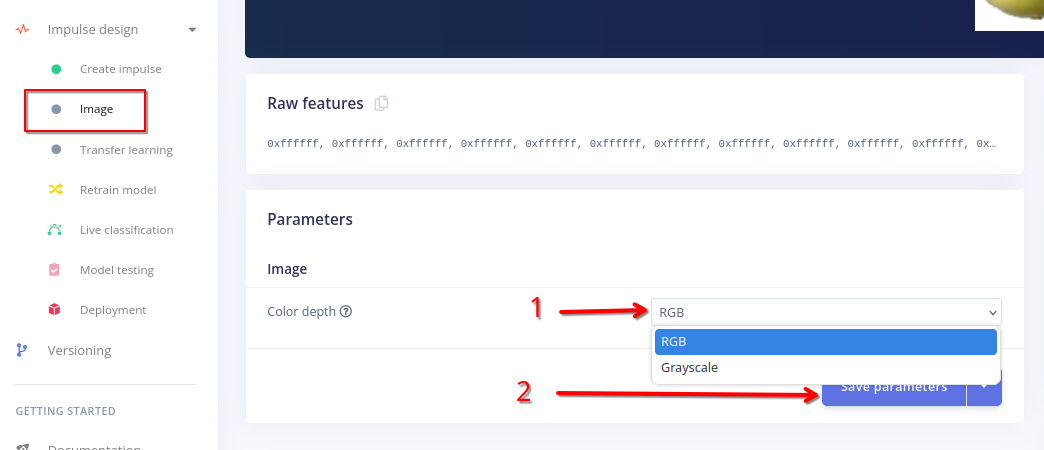 Impulse design
Create impulse
Image
Transfer learning
Retrain model
Live classification
Model testing
Deployment
Versioning
GETTING STARTED
Documentation
Raw features
0xffffff, 0xffffff, 0xffffff, 0xffffff, 0xffffff, 0xffffff, 0xffffff, 0xffffff, 0xffffff, 0xffffff, 0xffffff, 0x…
Parameters
Image
Color depth
1
RGB
RGB
Grayscale
2
Save parameters